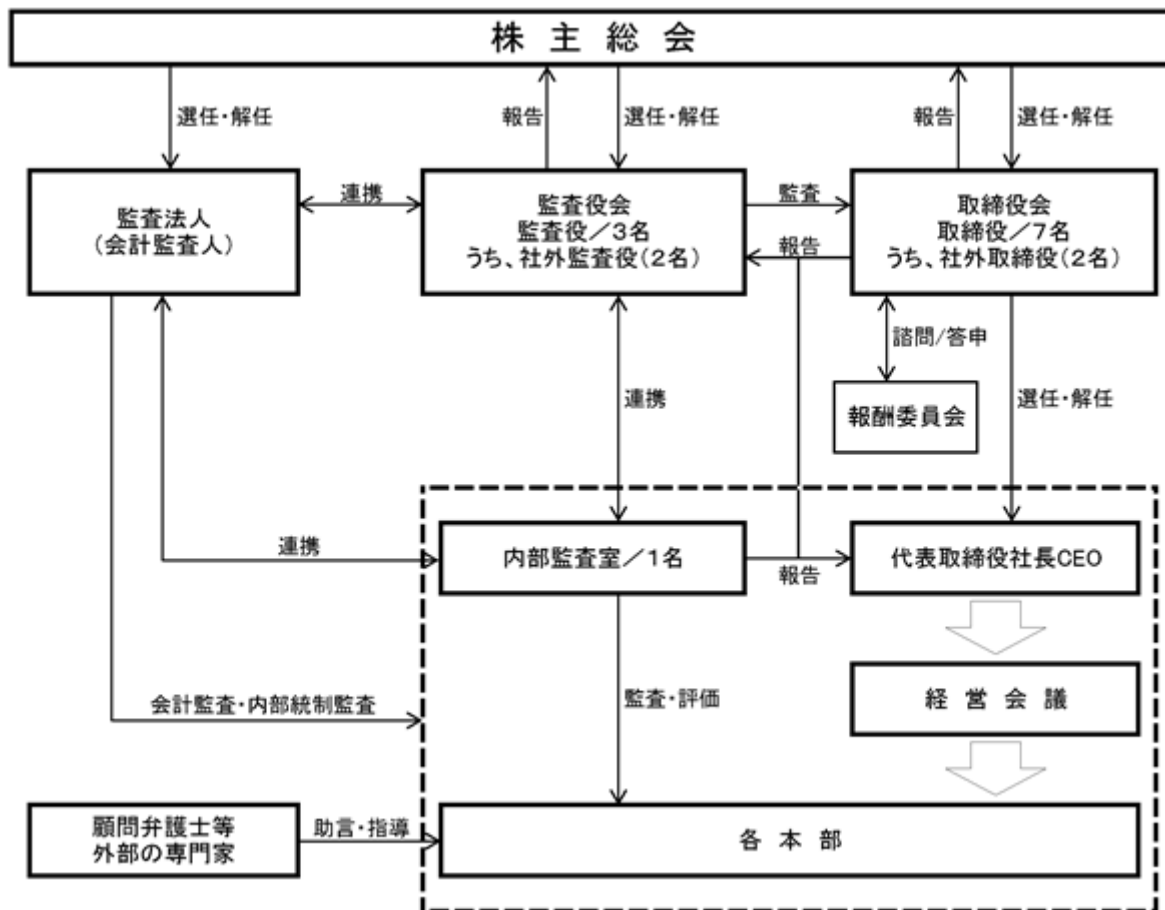 株主総会
選任・解任
報告
選任・解任
報告
選任・解任
監査法人
(会計監査人)
連携
監査役会
監査役/3名
うち、社外監査役(2名)
監査
報告
取締役会
取締役/7名
うち、社外取締役(2名)
諮問/答申
報酬委員会
選任・解任
連携
連携
内部監査室/1名
報告
代表取締役社長CEO
会計監査・内部統制監査
監査・評価
経営会議
顧問弁護士等
外部の専門家
助言・指導
各本部